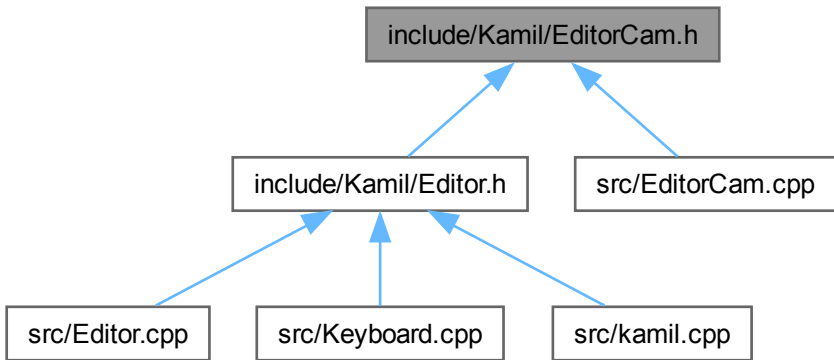 include/Kamil/EditorCam.h
include/Kamil/Editor.h
src/EditorCam.cpp
src/Editor.cpp
src/Keyboard.cpp
src/kamil.cpp